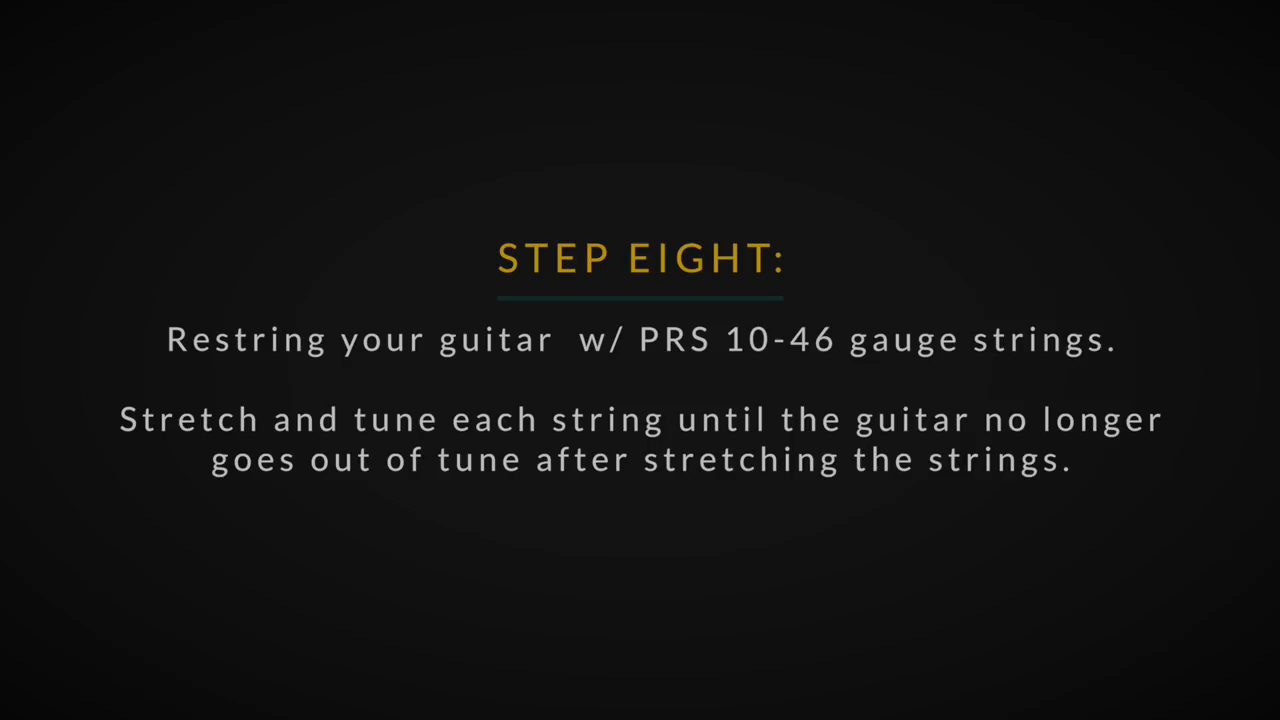 STEP EIGHT:
Restring your guitar  w/ PRS 10-46 gauge strings.
Stretch and tune each string until the guitar no longer
goes out of tune after stretching the strings.